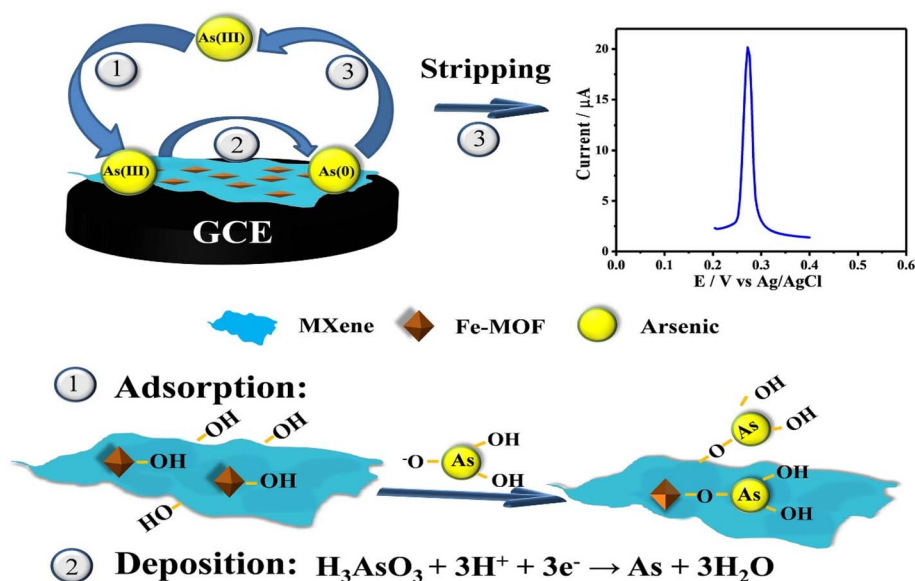 As(III)
1
3
2
As(III)
As(0)
GCE
Stripping
3
Current / μA
20
15
10
5
0
0.0 0.1 0.2 0.3 0.4 0.5 0.6
E / V vs Ag/AgCl
MXene Fe-MOF Arsenic
1 Adsorption:
OH
OH
OH
OH
HO
⁻O As OH
OH
OH
As OH
O
O As OH
OH
2 Deposition: H₃AsO₃ + 3H⁺ + 3e⁻ → As + 3H₂O